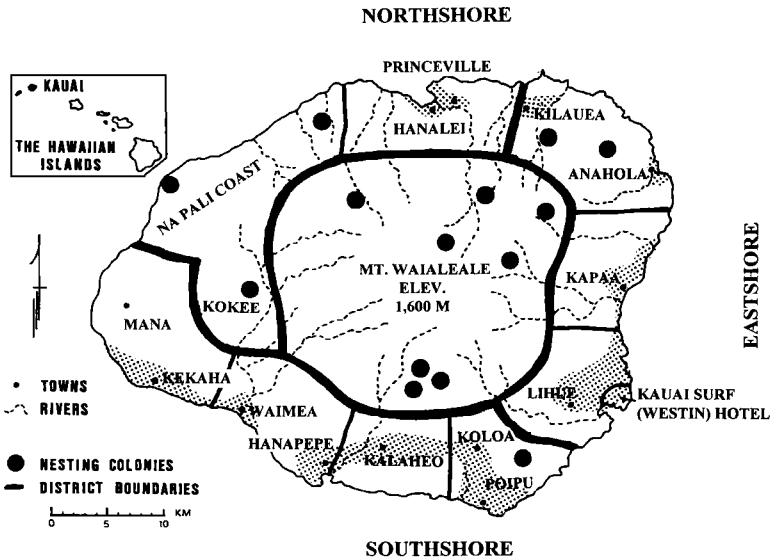 NORTHSHORE
PRINCEVILLE
KAUAI
THE HAWAIIAN
ISLANDS
HANALEI
KILAUEA
ANAHOLA
NA PALI COAST
MT. WAIALEALE
ELEV.
1,600 M
KAPAA
EASTSHORE
KOKEE
MANA
KEKAHA
WAIMEA
LIHUE
KAUAI SURF
(WESTIN) HOTEL
HANAPEPE
KALAHEO
KOLOA
POIPU
TOWNS
RIVERS
NESTING COLONIES
DISTRICT BOUNDARIES
KM
0 5 10
SOUTHSHORE